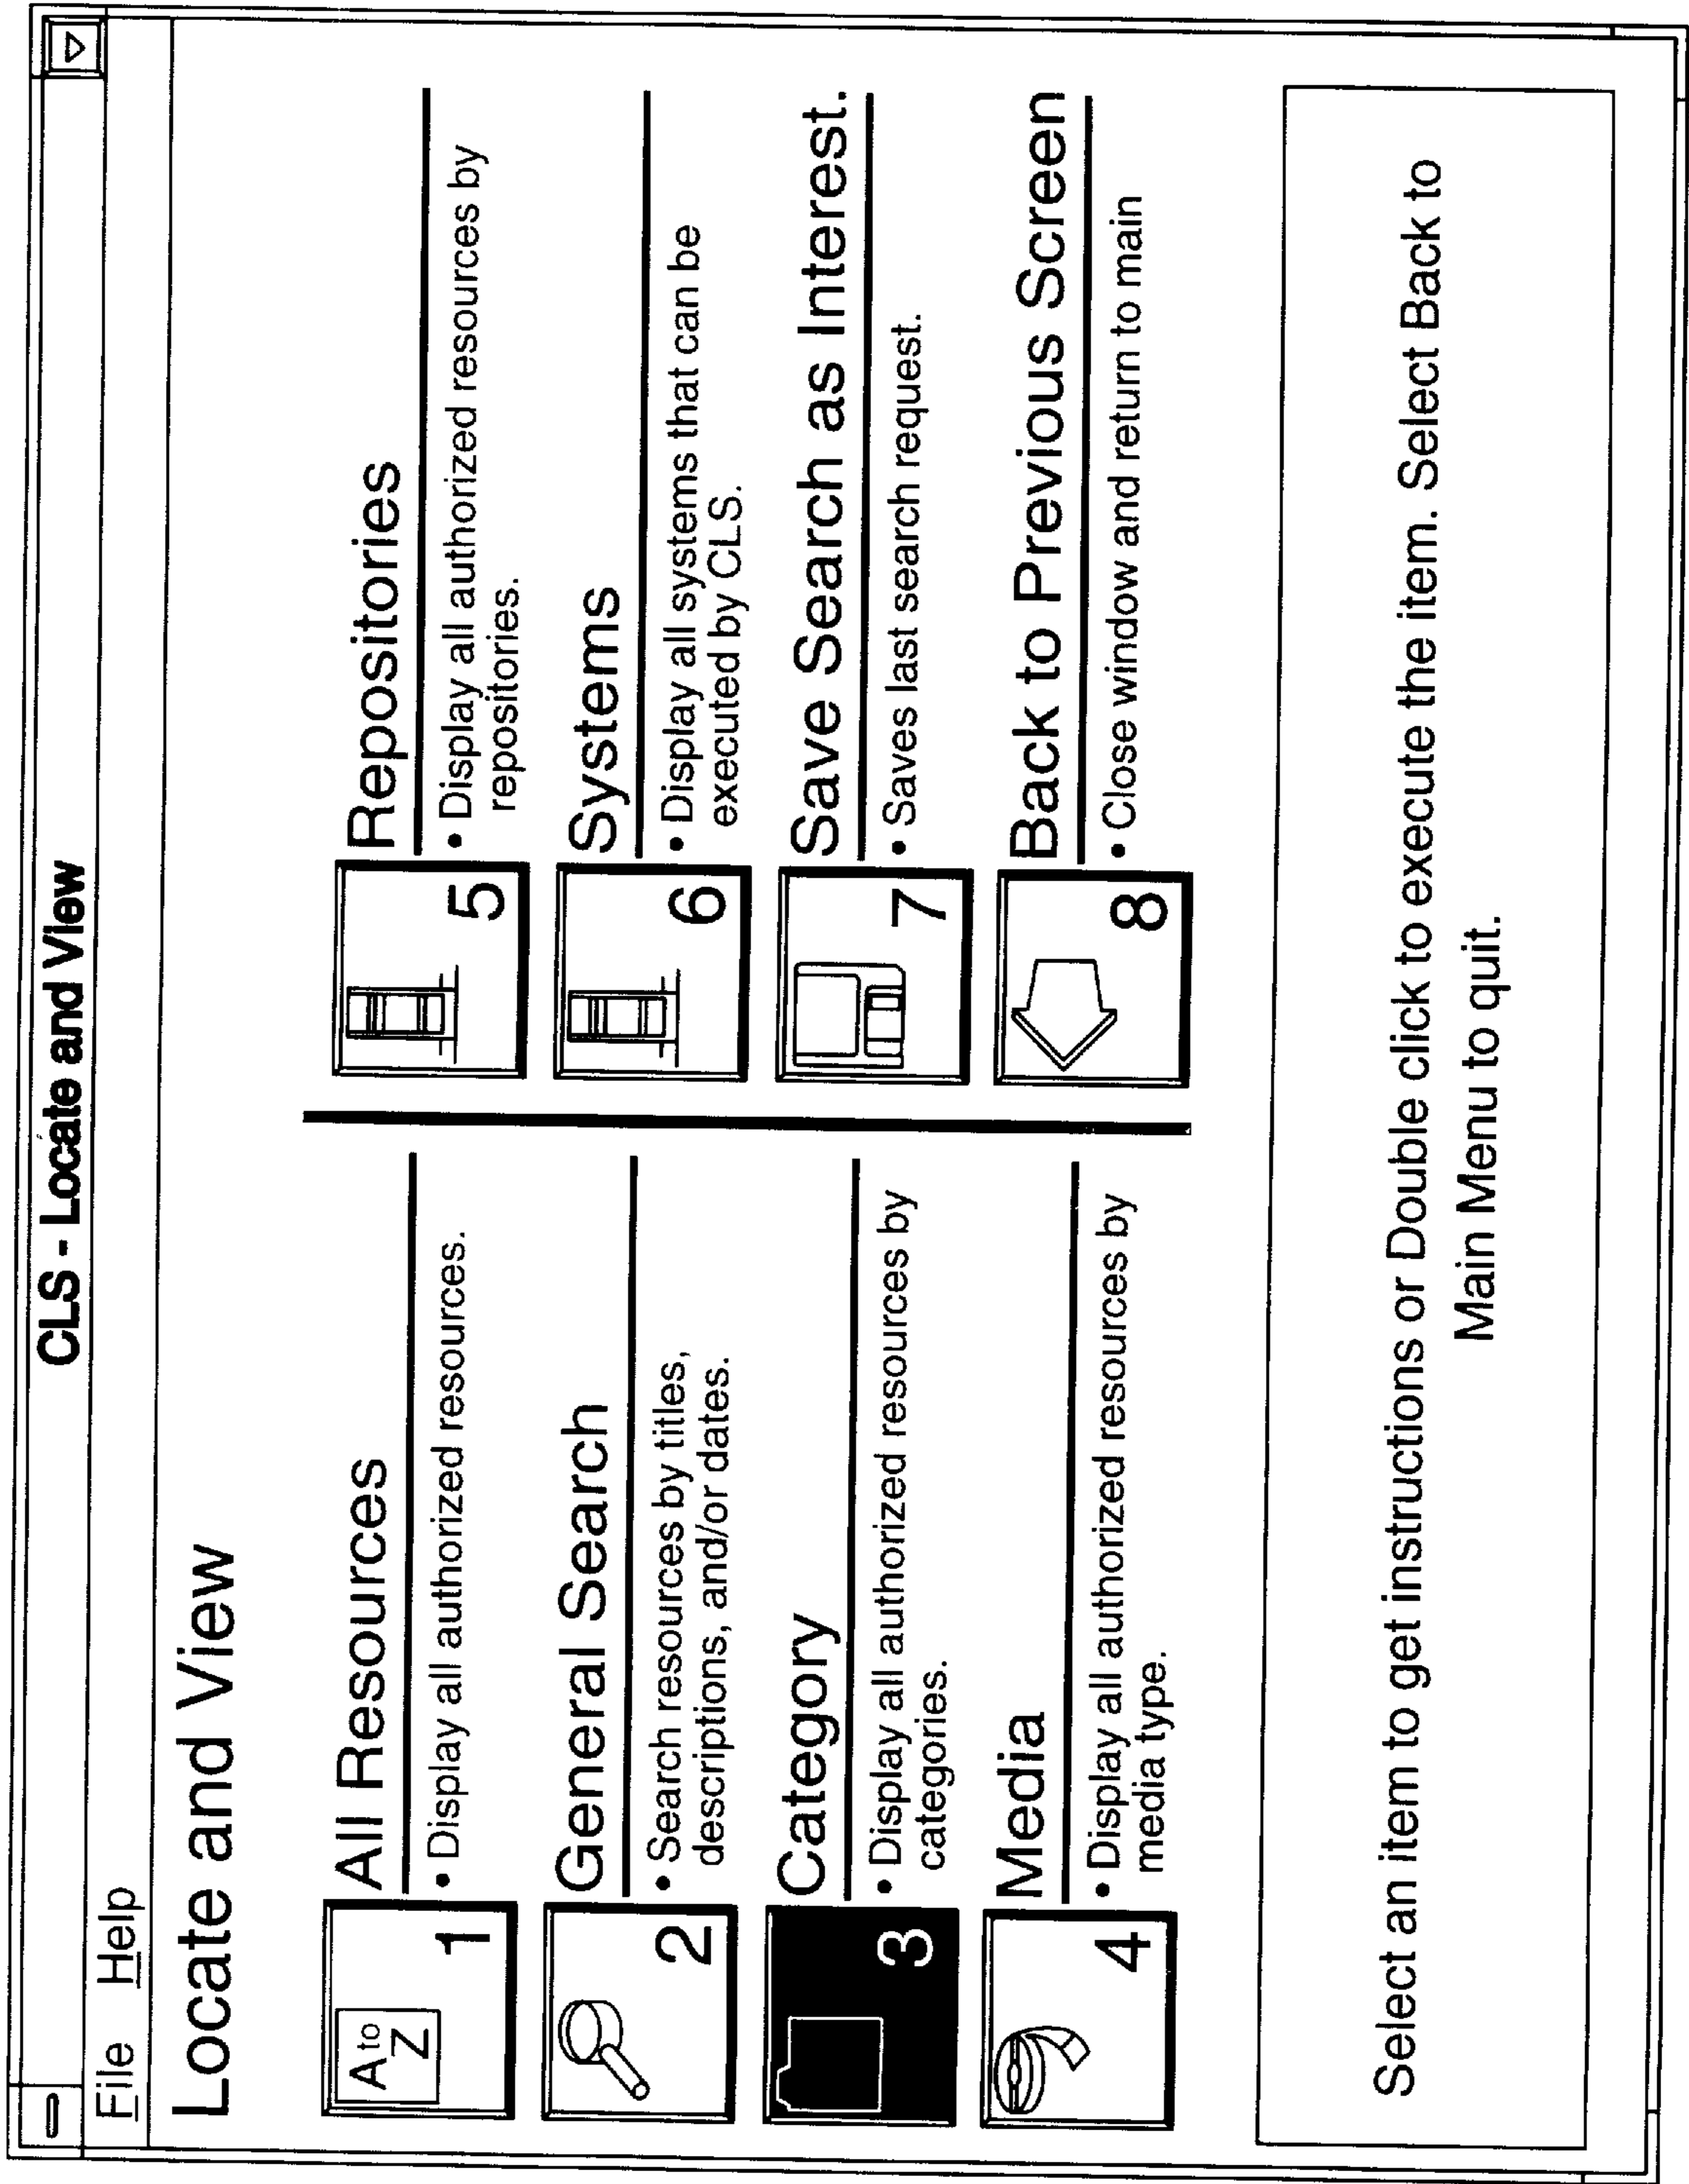 CLS - Locate and View
File Help
Locate and View
A to
Z
1
All Resources
• Display all authorized resources.
2
General Search
• Search resources by titles,
descriptions, and/or dates.
3
Category
• Display all authorized resources by
categories.
4
Media
• Display all authorized resources by
media type.
5
Repositories
• Display all authorized resources by
repositories.
6
Systems
• Display all systems that can be
executed by CLS.
7
Save Search as Interest.
• Saves last search request.
8
Back to Previous Screen
• Close window and return to main
Select an item to get instructions or Double click to execute the item. Select Back to
Main Menu to quit.